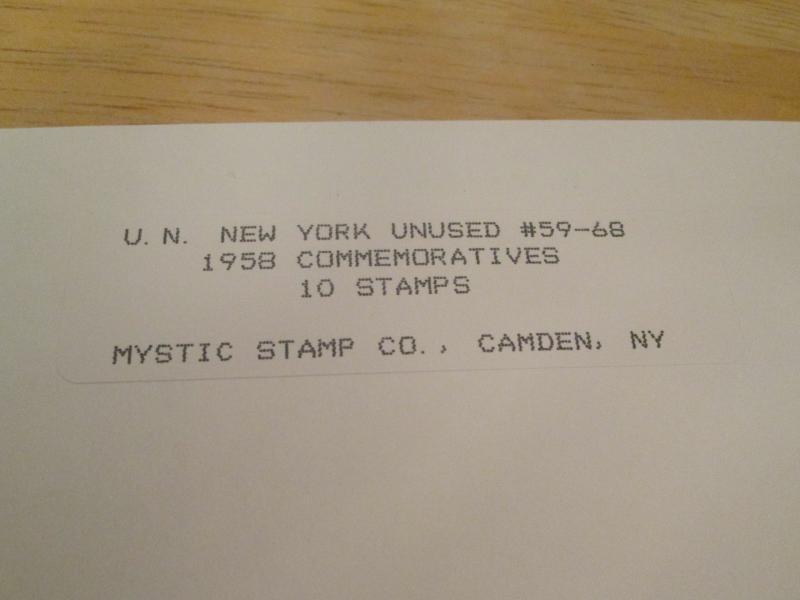 U. N. NEW YORK UNUSED #59-68
1958 COMMEMORATIVES
10 STAMPS
MYSTIC STAMP CO., CAMDEN, NY